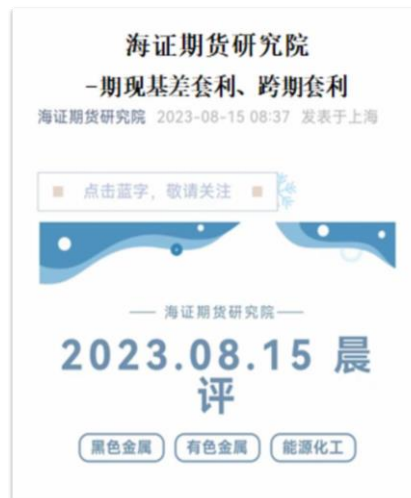 海证期货研究院
-期现基差套利、跨期套利
海证期货研究院 2023-08-15 08:37 发表于上海
点击蓝字，敬请关注
海证期货研究院
2023.08.15 晨
评
黑色金属 有色金属 能源化工